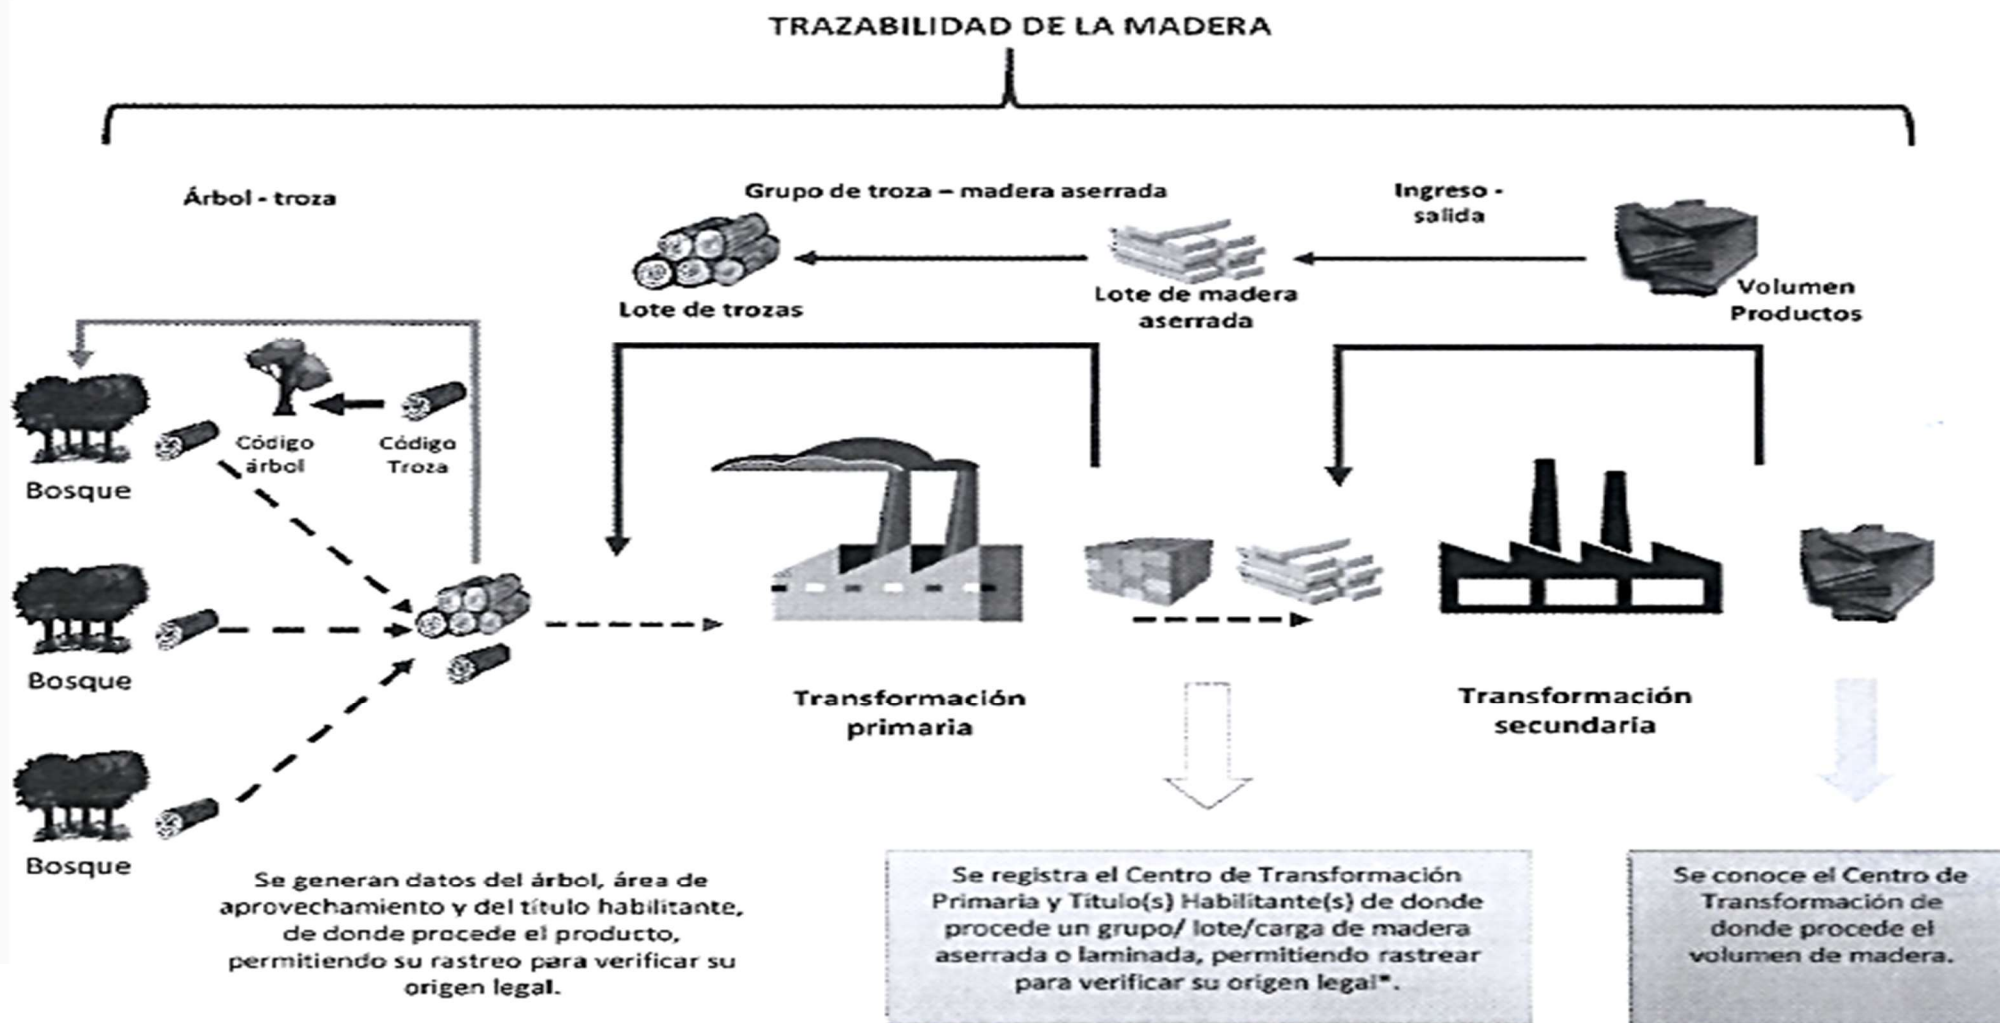 TRAZABILIDAD DE LA MADERA
Árbol - troza
Grupo de troza – madera aserrada
Ingreso -
salida
Lote de trozas
Lote de madera
aserrada
Volumen
Productos
Código
árbol
Código
Troza
Bosque
Bosque
Bosque
Transformación
primaria
Transformación
secundaria
Se generan datos del árbol, área de
aprovechamiento y del título habilitante,
de donde procede el producto,
permitiendo su rastreo para verificar su
origen legal.
Se registra el Centro de Transformación
Primaria y Título(s) Habilitante(s) de donde
procede un grupo/ lote/carga de madera
aserrada o laminada, permitiendo rastrear
para verificar su origen legal*.
Se conoce el Centro de
Transformación de
donde procede el
volumen de madera.